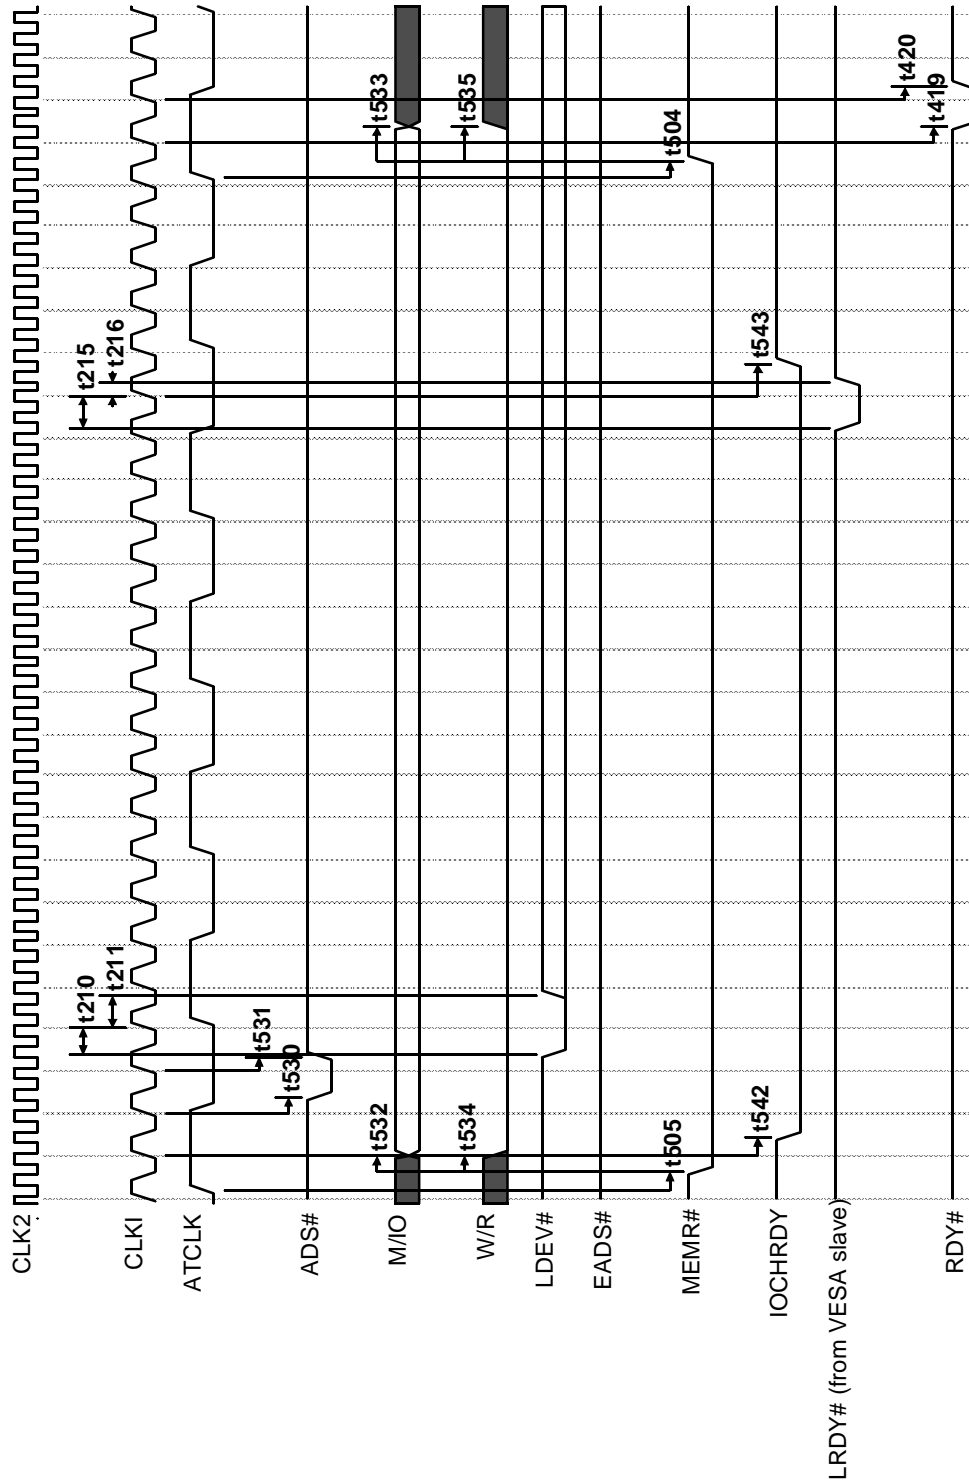 CLK2
CLKI
t210
t211
t215
t216
ATCLK
ADS#
t530
t531
M/IO
t532
t533
W/R
t534
t535
LDEV#
EADS#
MEMR#
t505
t504
IOCHRDY
t542
t543
LRDY# (from VESA slave)
RDY#
t420
t419